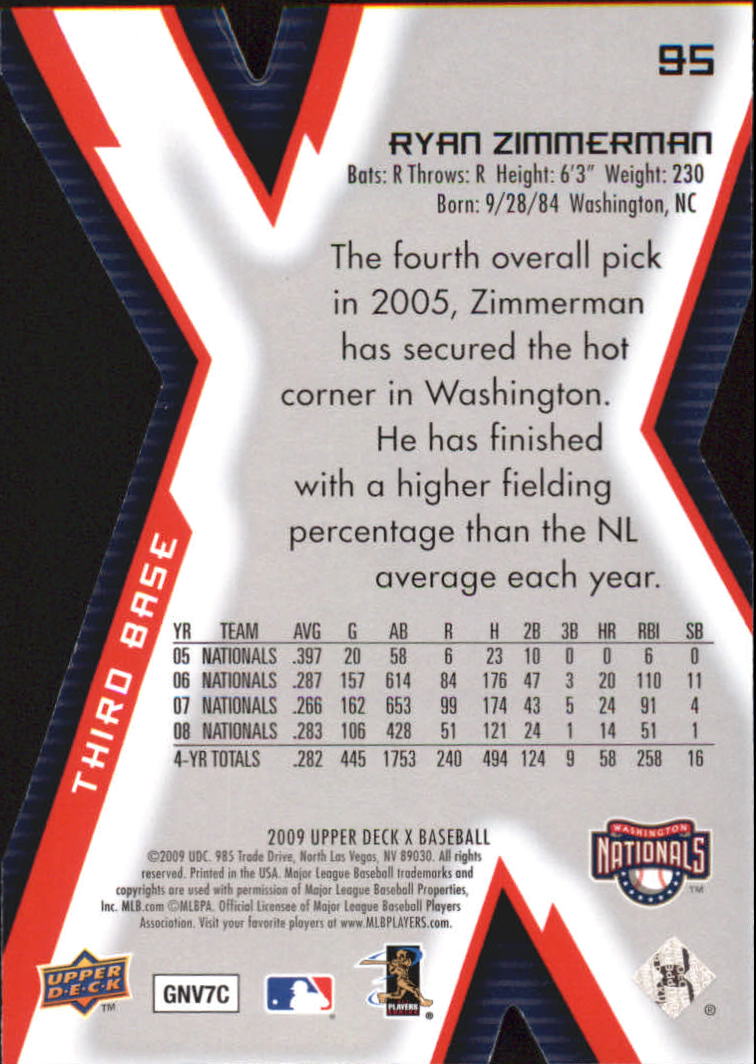 95
RYAN ZIMMERMAN
Bats: R Throws: R Height: 6'3" Weight: 230
Born: 9/28/84 Washington, NC
The fourth overall pick
in 2005, Zimmerman
has secured the hot
corner in Washington.
He has finished
with a higher fielding
percentage than the NL
average each year.
THIRD BASE
YR TEAM AVG G AB R H 2B 3B HR RBI SB
05 NATIONALS .397 20 58 6 23 10 0 0 6 0
06 NATIONALS .287 157 614 84 176 47 3 20 110 11
07 NATIONALS .266 162 653 99 174 43 5 24 91 4
08 NATIONALS .283 106 428 51 121 24 1 14 51 1
4-YR TOTALS .282 445 1753 240 494 124 9 58 258 16
2009 UPPER DECK X BASEBALL
©2009 UDC. 985 Trade Drive, North Las Vegas, NV 89030. All rights
reserved. Printed in the USA. Major League Baseball trademarks and
copyrights are used with permission of Major League Baseball Properties,
Inc. MLB.com ©MLBPA. Official Licensee of Major League Baseball Players
Association. Visit your favorite players at www.MLBPLAYERS.com.
WASHINGTON
NATIONALS
TM
UPPER
D·E·C·K
TM
GNV7C
®
PLAYERS
CHOICE
®
®